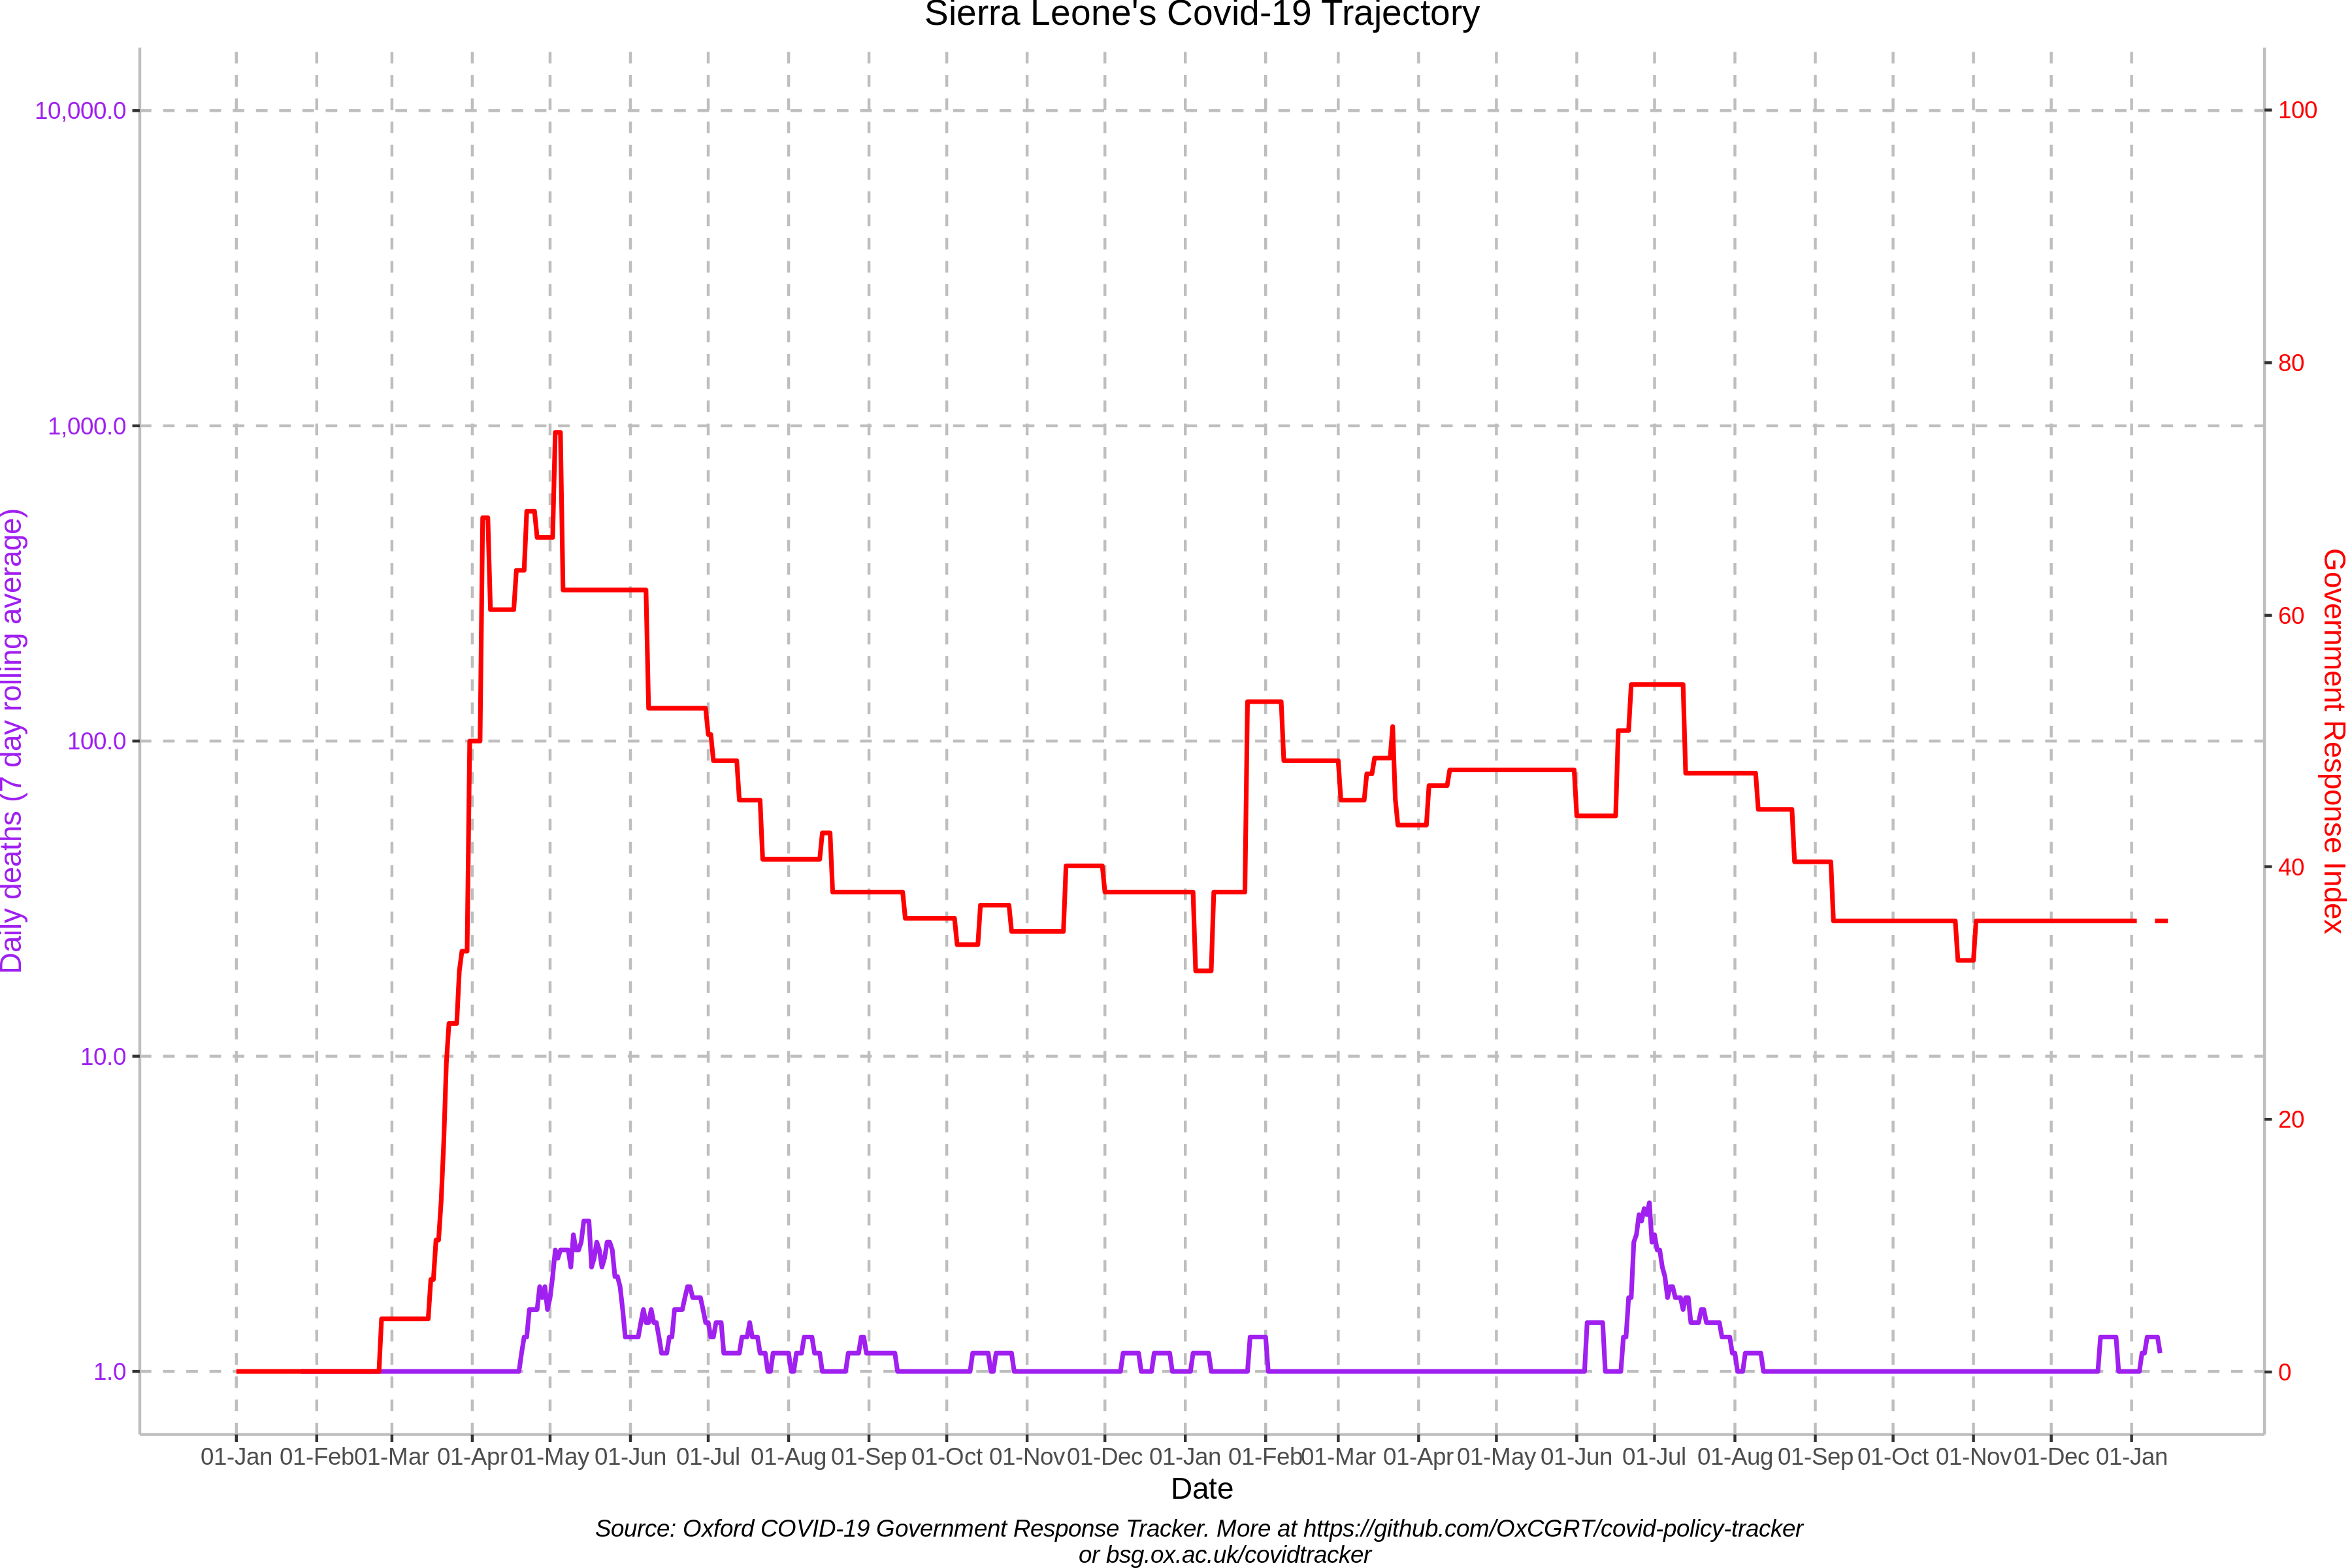 Sierra Leone's Covid-19 Trajectory
10,000.0
1,000.0
100.0
10.0
1.0
Daily deaths (7 day rolling average)
100
80
60
40
20
0
Government Response Index
01-Jan 01-Feb 01-Mar 01-Apr 01-May 01-Jun 01-Jul 01-Aug 01-Sep 01-Oct 01-Nov 01-Dec 01-Jan 01-Feb 01-Mar 01-Apr 01-May 01-Jun 01-Jul 01-Aug 01-Sep 01-Oct 01-Nov 01-Dec 01-Jan
Date
Source: Oxford COVID-19 Government Response Tracker. More at https://github.com/OxCGRT/covid-policy-tracker
or bsg.ox.ac.uk/covidtracker